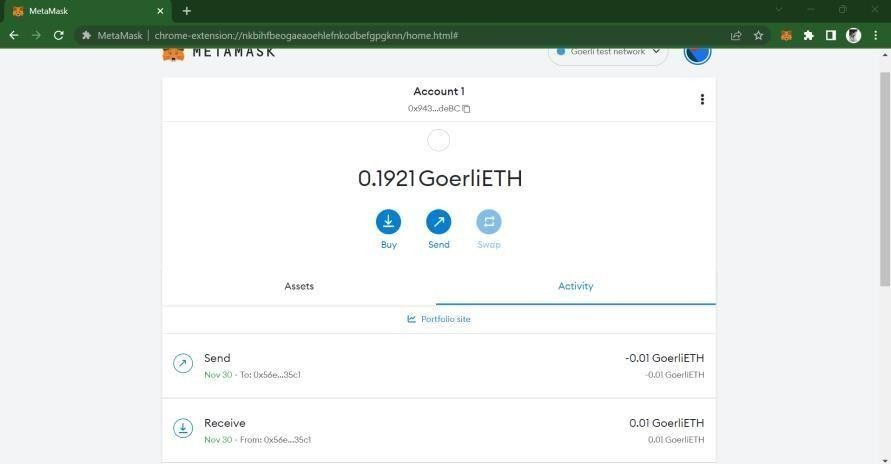 MetaMask
MetaMask chrome-extension://nkbihfbeogaeaoehlefnkodbefgpgknn/home.html#
METAMASK
Goerli test network
Account 1
0x943...deBC
0.1921 GoerliETH
Buy Send Swap
Assets Activity
Portfolio site
Send -0.01 GoerliETH
Nov 30 · To: 0x56e...35c1 -0.01 GoerliETH
Receive 0.01 GoerliETH
Nov 30 · From: 0x56e...35c1 0.01 GoerliETH